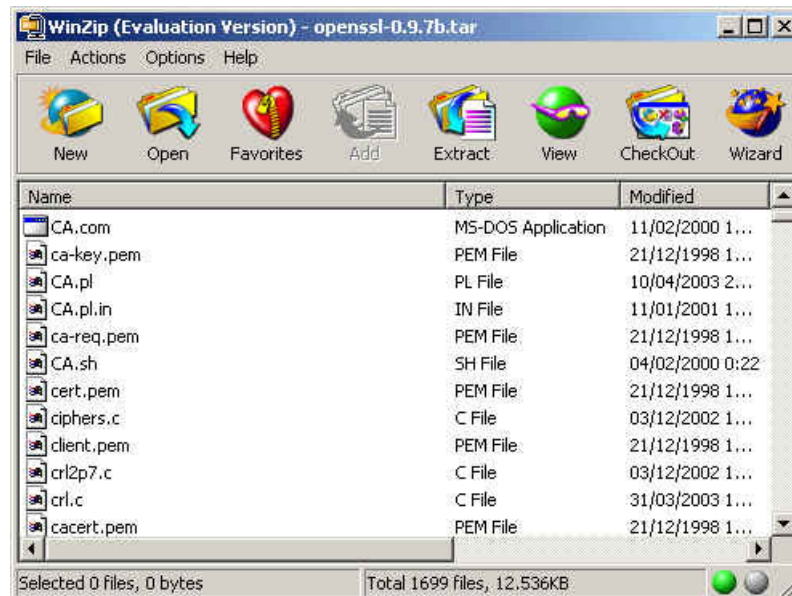 WinZip (Evaluation Version) - openssl-0.9.7b.tar
File Actions Options Help
New Open Favorites Add Extract View CheckOut Wizard
Name Type Modified
CA.com MS-DOS Application 11/02/2000 1...
ca-key.pem PEM File 21/12/1998 1...
CA.pl PL File 10/04/2003 2...
CA.pl.in IN File 11/01/2001 1...
ca-req.pem PEM File 21/12/1998 1...
CA.sh SH File 04/02/2000 0:22
cert.pem PEM File 21/12/1998 1...
ciphers.c C File 03/12/2002 1...
client.pem PEM File 21/12/1998 1...
crl2p7.c C File 03/12/2002 1...
crl.c C File 31/03/2003 1...
cacert.pem PEM File 21/12/1998 1...
Selected 0 files, 0 bytes Total 1699 files, 12.536KB